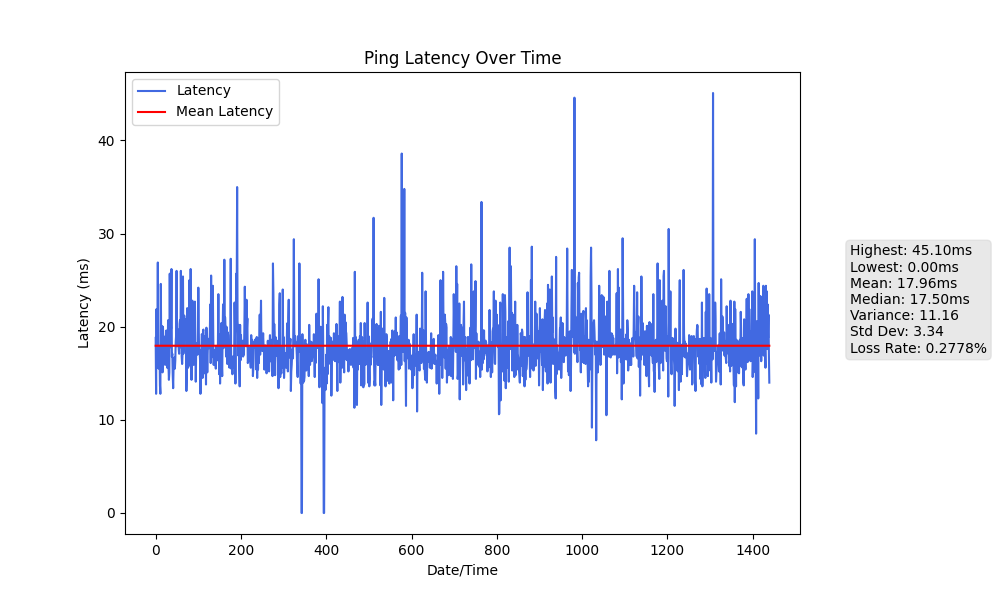 Ping Latency Over Time
Latency
Mean Latency
Latency (ms)
40
30
20
10
0
0 200 400 600 800 1000 1200 1400
Date/Time
Highest: 45.10ms
Lowest: 0.00ms
Mean: 17.96ms
Median: 17.50ms
Variance: 11.16
Std Dev: 3.34
Loss Rate: 0.2778%